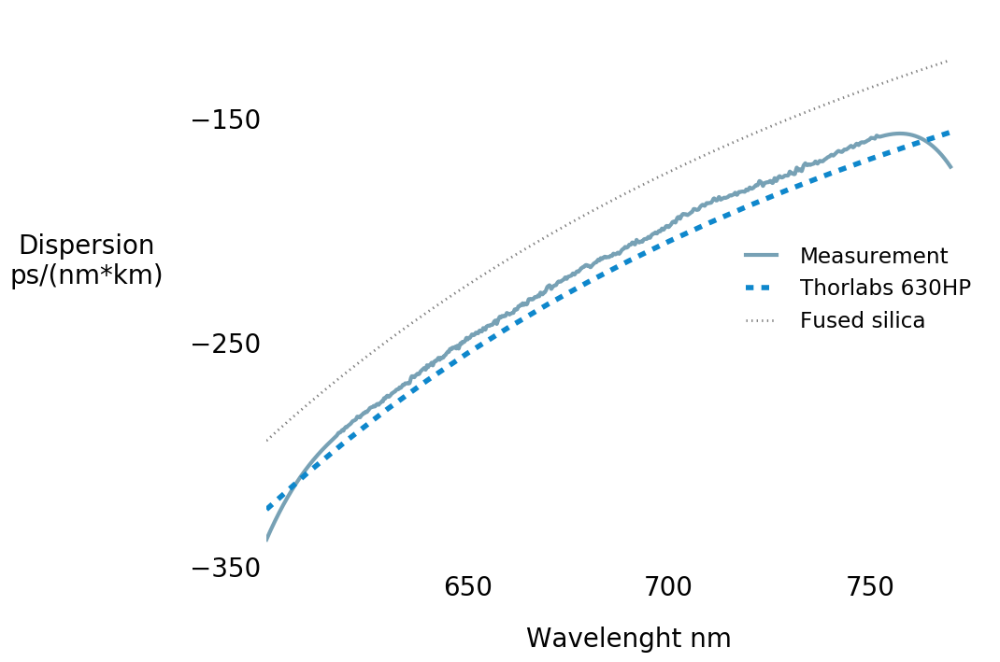 −150
Dispersion
ps/(nm*km)
Measurement
Thorlabs 630HP
Fused silica
−250
−350
650
700
750
Wavelenght nm